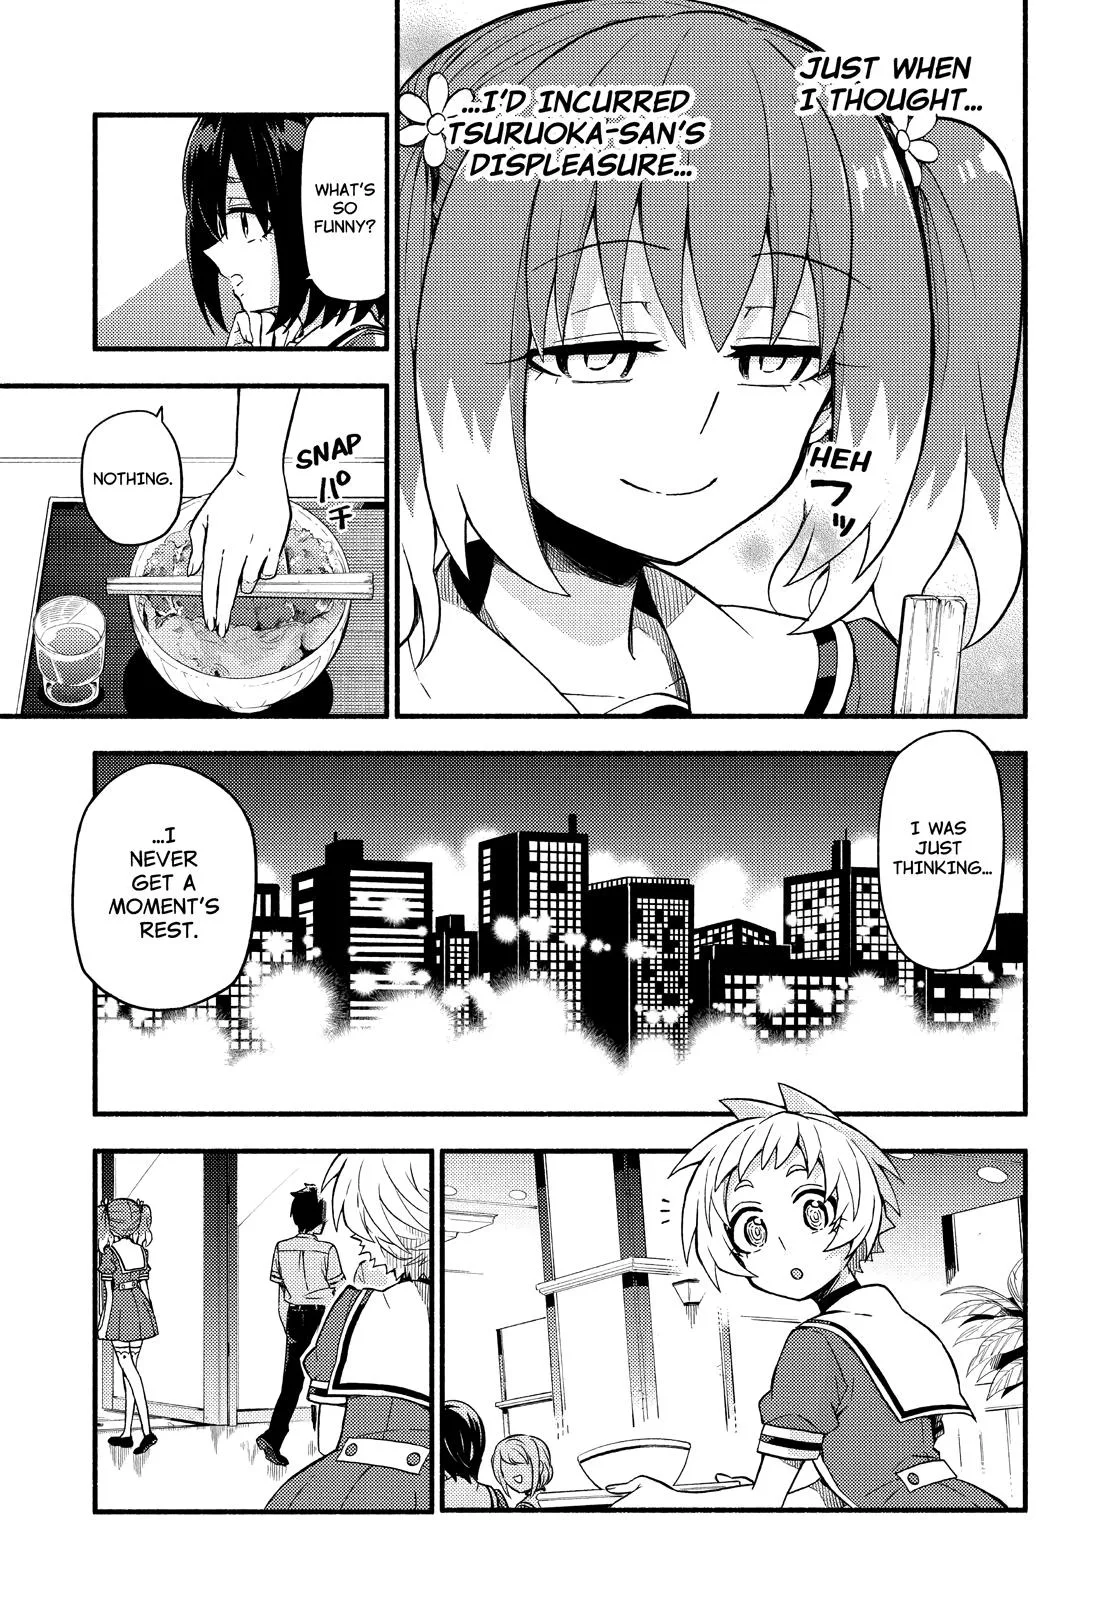 JUST WHEN
I THOUGHT...
...I'D INCURRED
TSURUOKA-SAN'S
DISPLEASURE...
HEH
フッ
WHAT'S
SO
FUNNY?
SNAP
パキ
NOTHING.
I WAS
JUST
THINKING...
...I
NEVER
GET A
MOMENT'S
REST.